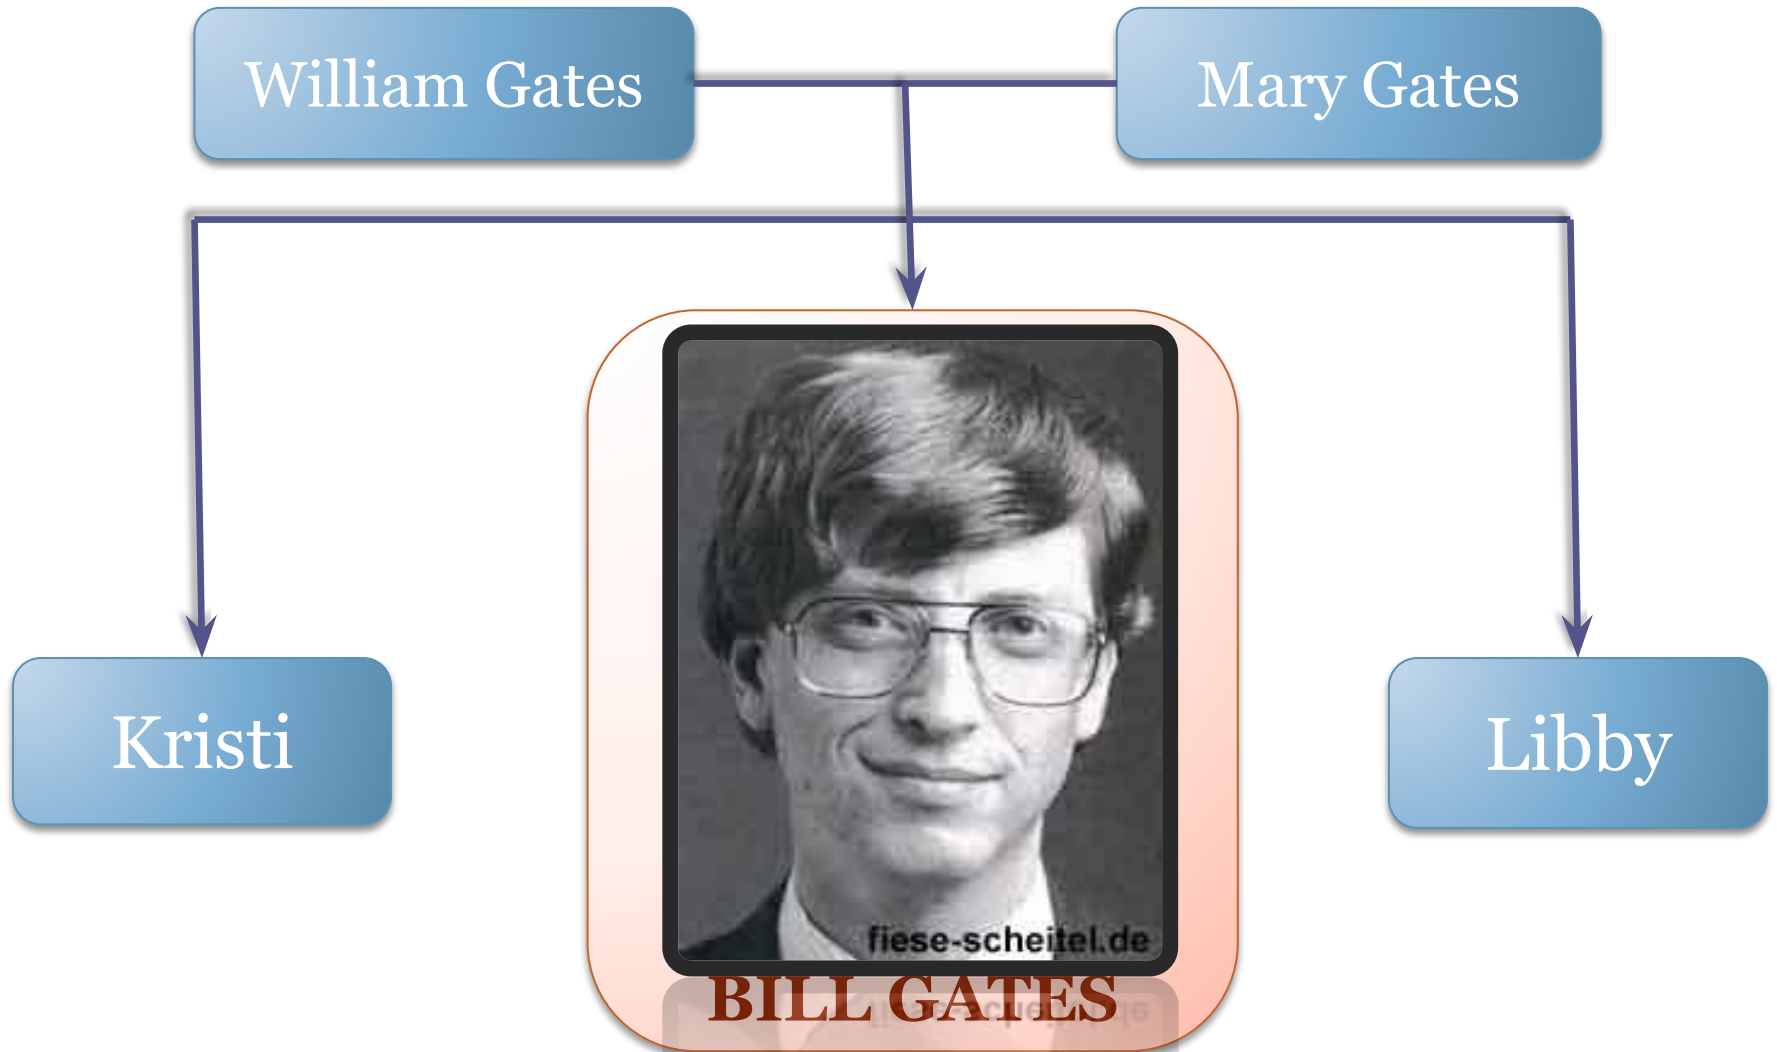 William Gates
Mary Gates
Kristi
Libby
fiese-scheitel.de
BILL GATES